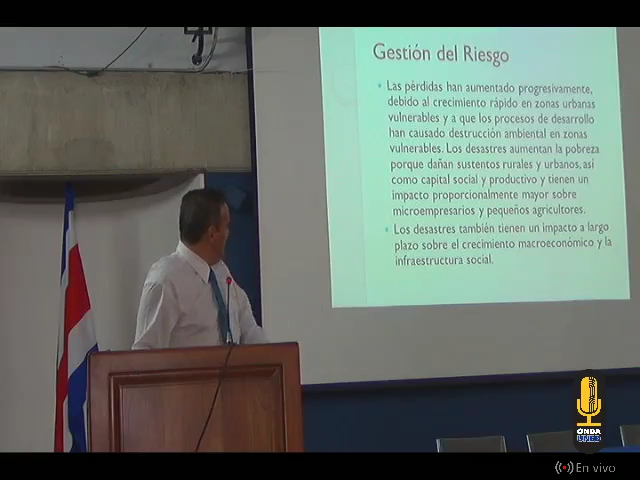 Gestión del Riesgo
• Las pérdidas han aumentado progresivamente,
debido al crecimiento rápido en zonas urbanas
vulnerables y a que los procesos de desarrollo
han causado destrucción ambiental en zonas
vulnerables. Los desastres aumentan la pobreza
porque dañan sustentos rurales y urbanos, así
como capital social y productivo y tienen un
impacto proporcionalmente mayor sobre
microempresarios y pequeños agricultores.
• Los desastres también tienen un impacto a largo
plazo sobre el crecimiento macroeconómico y la
infraestructura social.
ONDA
UNED
En vivo